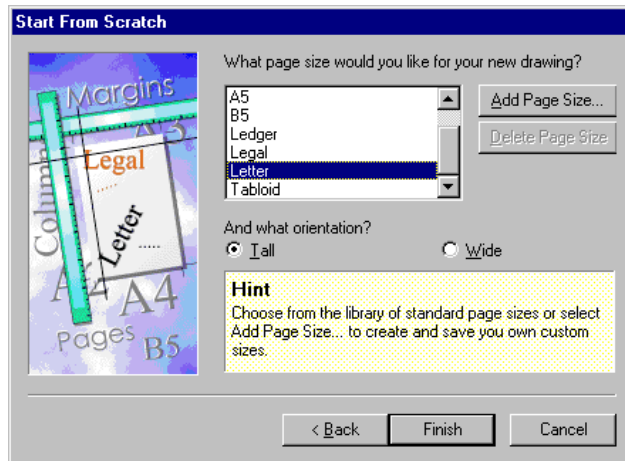 Start From Scratch
What page size would you like for your new drawing?
A5
B5
Ledger
Legal
Letter
Tabloid
Add Page Size...
Delete Page Size
And what orientation?
Tall
Wide
Hint
Choose from the library of standard page sizes or select
Add Page Size... to create and save you own custom
sizes.
Margins
A3
Legal
Column
Letter
A4
Pages
B5
< Back
Finish
Cancel